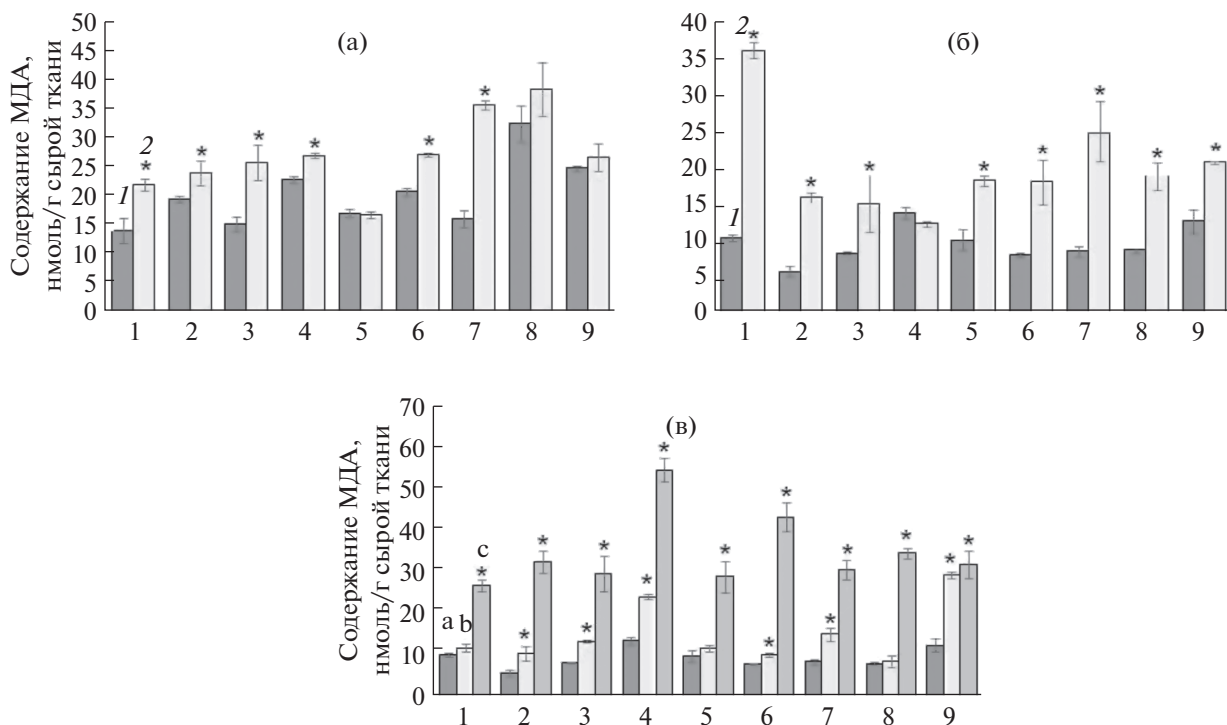 (а)
Содержание МДА,
нмоль/г сырой ткани
50
45
40
35
30
25
20
15
10
5
0
1
2
* * * * * *
1 2 3 4 5 6 7 8 9
(б)
40
35
30
25
20
15
10
5
0
2
1
* * * * * * * *
1 2 3 4 5 6 7 8 9
(в)
Содержание МДА,
нмоль/г сырой ткани
70
60
50
40
30
20
10
0
a b c
* * * * * * * * * * * * * * *
1 2 3 4 5 6 7 8 9